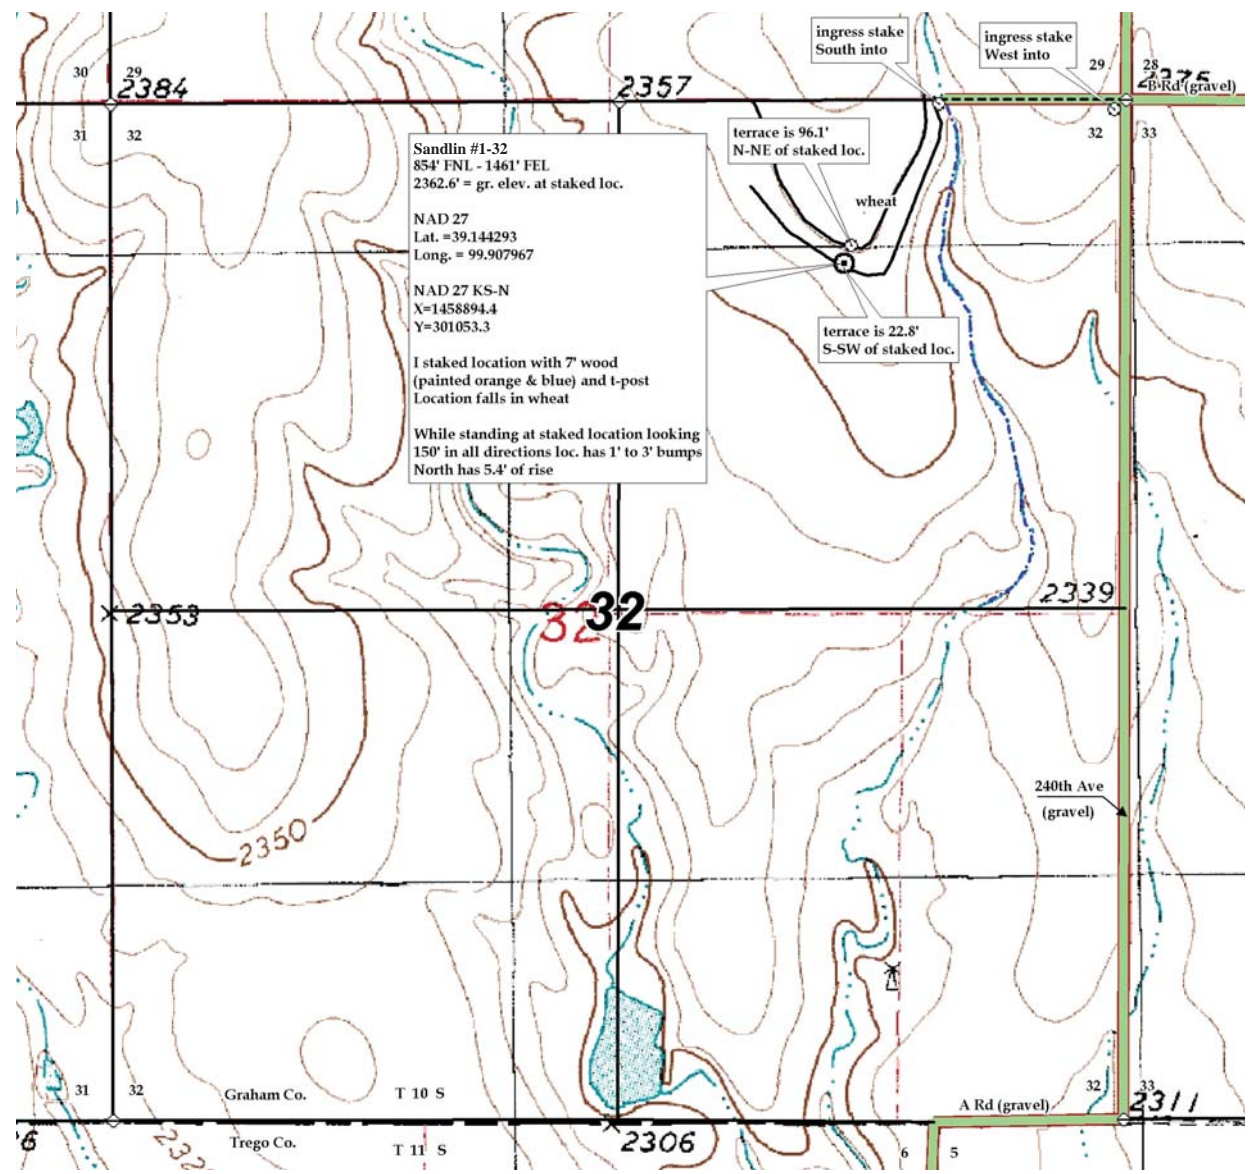 ingress stake
South into
ingress stake
West into
30
29
2384
2357
29
28
2375
B Rd (gravel)
31
32
32
33
terrace is 96.1'
N-NE of staked loc.
wheat
Sandlin #1-32
854' FNL - 1461' FEL
2362.6' = gr. elev. at staked loc.
NAD 27
Lat. =39.144293
Long. = 99.907967
NAD 27 KS-N
X=1458894.4
Y=301053.3
I staked location with 7' wood
(painted orange & blue) and t-post
Location falls in wheat
While standing at staked location looking
150' in all directions loc. has 1' to 3' bumps
North has 5.4' of rise
terrace is 22.8'
S-SW of staked loc.
2353
32
32
2339
240th Ave
(gravel)
2350
31
32
Graham Co.
T 10 S
A Rd (gravel)
32
33
2311
6
Trego Co.
232
T 11 S
2306
6
5